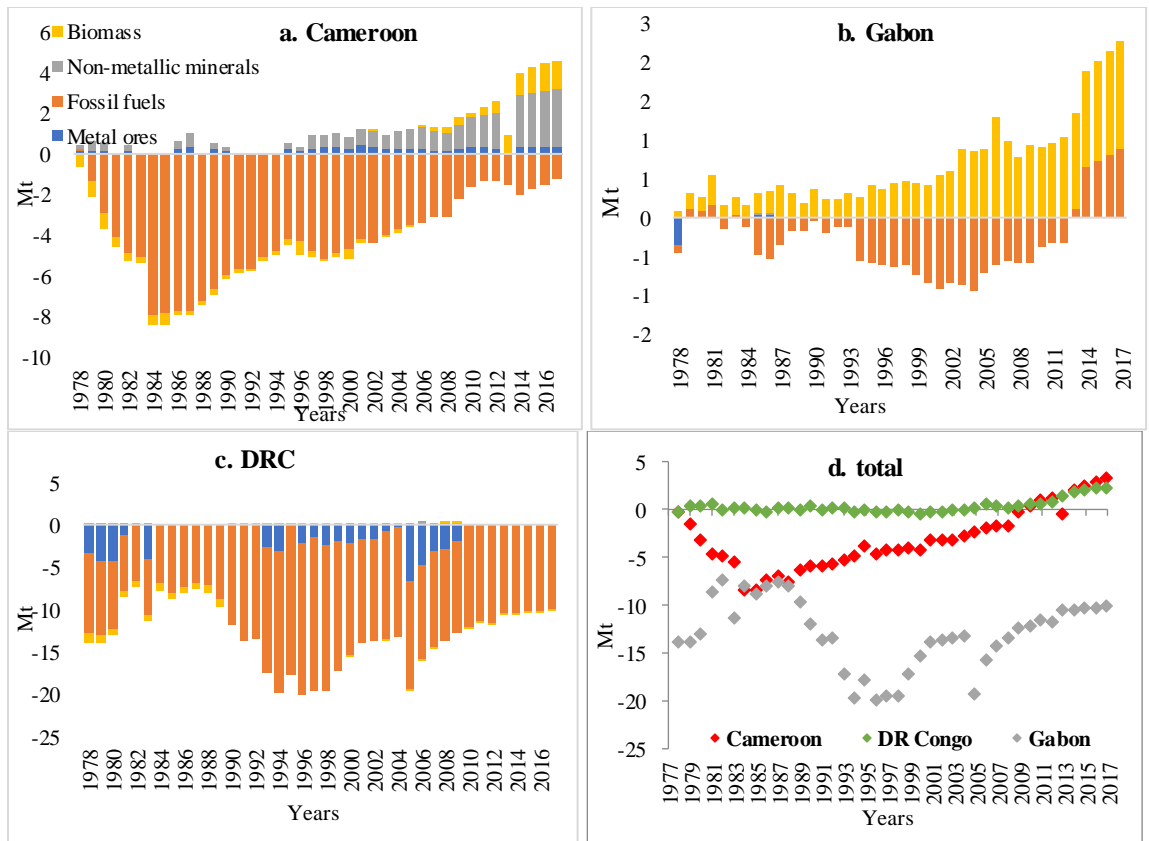 a. Cameroon
6
4
2
0
-2
-4
-6
-8
-10
Mt
Biomass
Non-metallic minerals
Fossil fuels
Metal ores
1978 1980 1982 1984 1986 1988 1990 1992 1994 1996 1998 2000 2002 2004 2006 2008 2010 2012 2014 2016
Years
b. Gabon
3
2
2
1
1
0
-1
-1
-2
Mt
1978 1981 1984 1987 1990 1993 1996 1999 2002 2005 2008 2011 2014 2017
Years
c. DRC
5
0
-5
-10
-15
-20
-25
Mt
1978 1980 1982 1984 1986 1988 1990 1992 1994 1996 1998 2000 2002 2004 2006 2008 2010 2012 2014 2016
Years
d. total
5
0
-5
-10
-15
-20
-25
Mt
Cameroon DR Congo Gabon
1977 1979 1981 1983 1985 1987 1989 1991 1993 1995 1997 1999 2001 2003 2005 2007 2009 2011 2013 2015 2017
Years